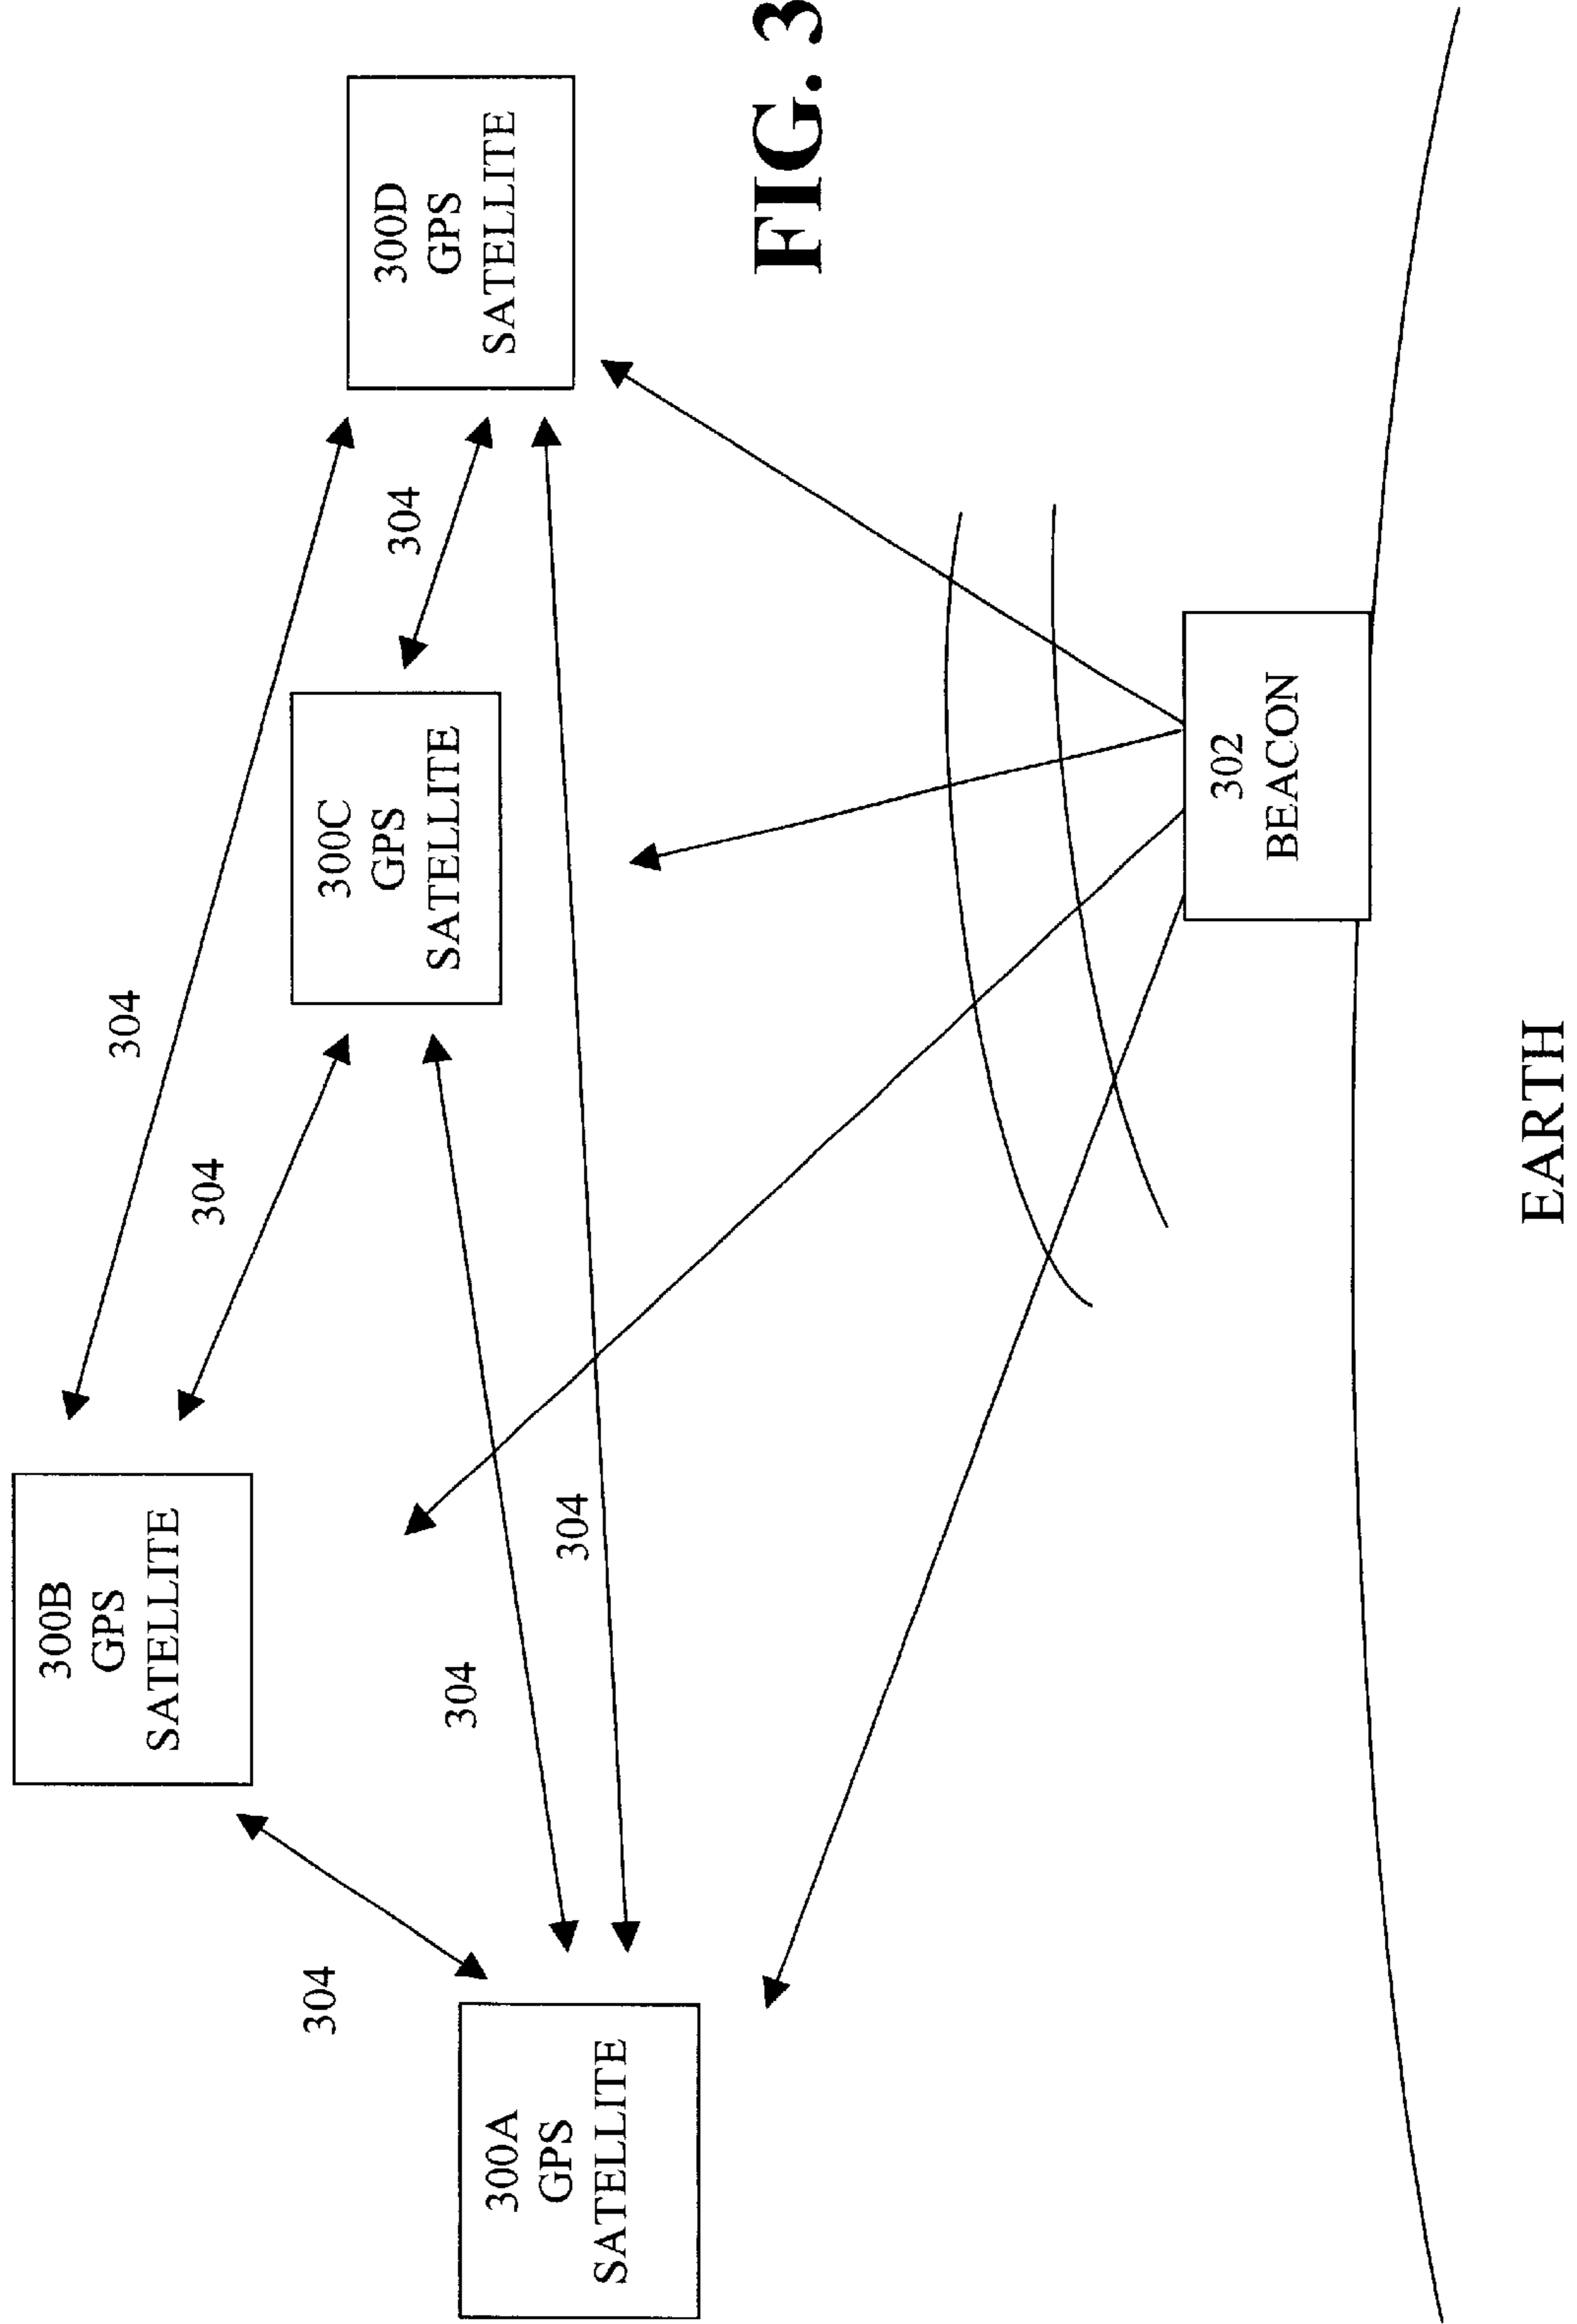 304
300B
GPS
SATELLITE
304
304
300D
GPS
SATELLITE
304
300C
GPS
SATELLITE
304
300A
GPS
SATELLITE
304
FIG. 3
302
BEACON
EARTH